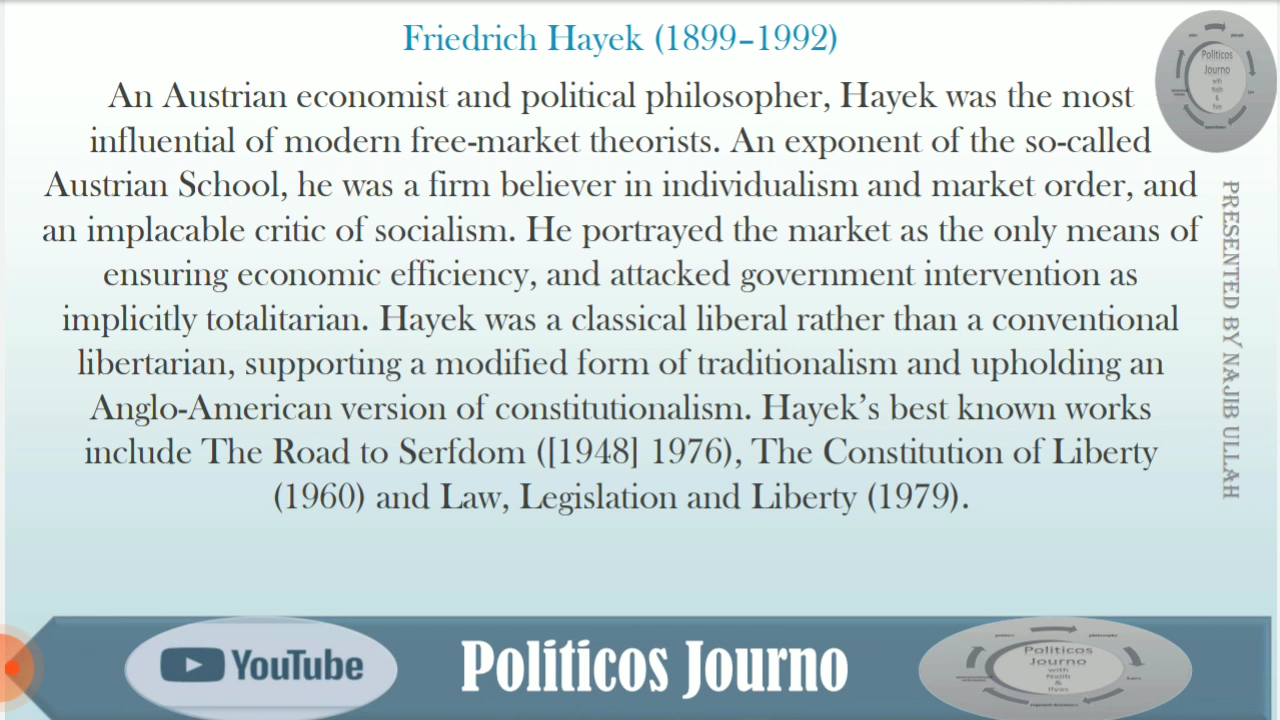 Friedrich Hayek (1899–1992)
An Austrian economist and political philosopher, Hayek was the most
influential of modern free-market theorists. An exponent of the so-called
Austrian School, he was a firm believer in individualism and market order, and
an implacable critic of socialism. He portrayed the market as the only means of
ensuring economic efficiency, and attacked government intervention as
implicitly totalitarian. Hayek was a classical liberal rather than a conventional
libertarian, supporting a modified form of traditionalism and upholding an
Anglo-American version of constitutionalism. Hayek’s best known works
include The Road to Serfdom ([1948] 1976), The Constitution of Liberty
(1960) and Law, Legislation and Liberty (1979).
Politicos
Journo
with
Najib
&
Ilyas
PRESENTED BY NAJIB ULLAH
YouTube
Politicos Journo
Politicos
Journo
with
Najib
&
Ilyas